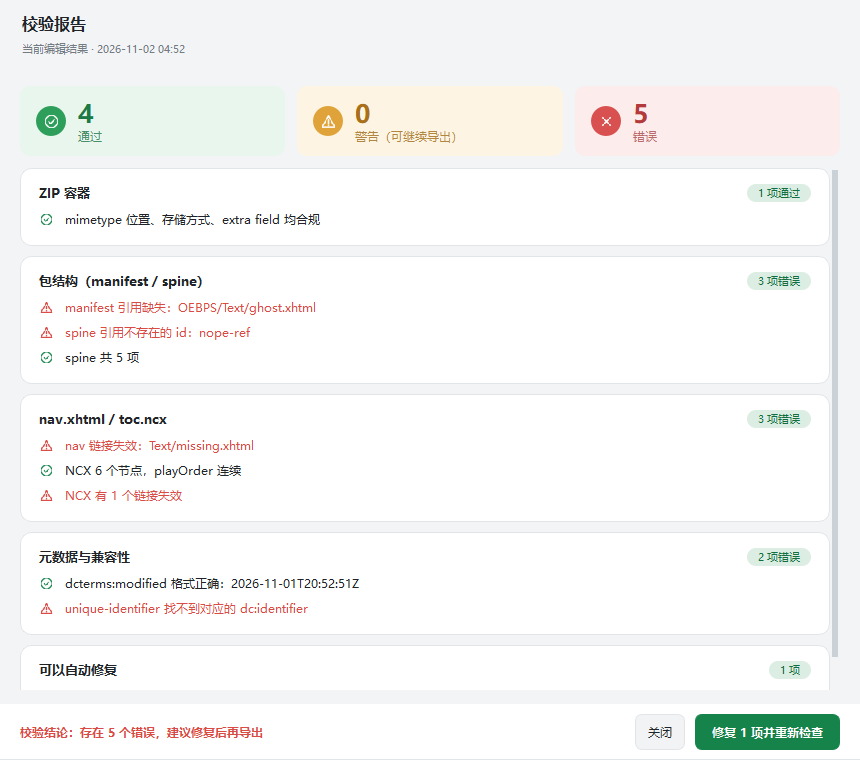 校验报告
当前编辑结果 · 2026-11-02 04:52
4
通过
0
警告（可继续导出）
5
错误
ZIP 容器
1 项通过
mimetype 位置、存储方式、extra field 均合规
包结构（manifest / spine）
3 项错误
manifest 引用缺失：OEBPS/Text/ghost.xhtml
spine 引用不存在的 id：nope-ref
spine 共 5 项
nav.xhtml / toc.ncx
3 项错误
nav 链接失效：Text/missing.xhtml
NCX 6 个节点，playOrder 连续
NCX 有 1 个链接失效
元数据与兼容性
2 项错误
dcterms:modified 格式正确：2026-11-01T20:52:51Z
unique-identifier 找不到对应的 dc:identifier
可以自动修复
1 项
校验结论：存在 5 个错误，建议修复后再导出
关闭
修复 1 项并重新检查